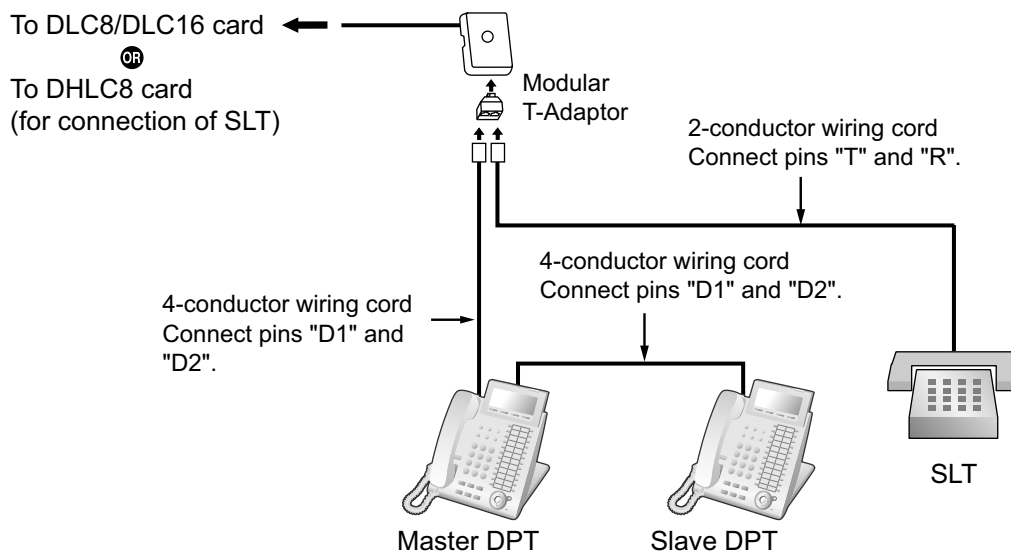 To DLC8/DLC16 card
OR
To DHLC8 card
(for connection of SLT)
Modular
T-Adaptor
2-conductor wiring cord
Connect pins "T" and "R".
4-conductor wiring cord
Connect pins "D1" and "D2".
4-conductor wiring cord
Connect pins "D1" and
"D2".
Master DPT
Slave DPT
SLT